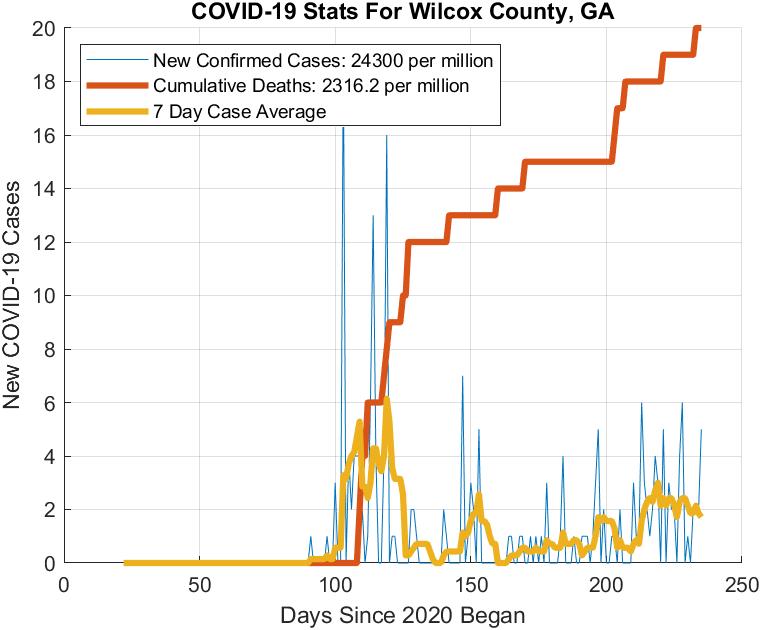 COVID-19 Stats For Wilcox County, GA
New Confirmed Cases: 24300 per million
Cumulative Deaths: 2316.2 per million
7 Day Case Average
New COVID-19 Cases
20
18
16
14
12
10
8
6
4
2
0
0 50 100 150 200 250
Days Since 2020 Began